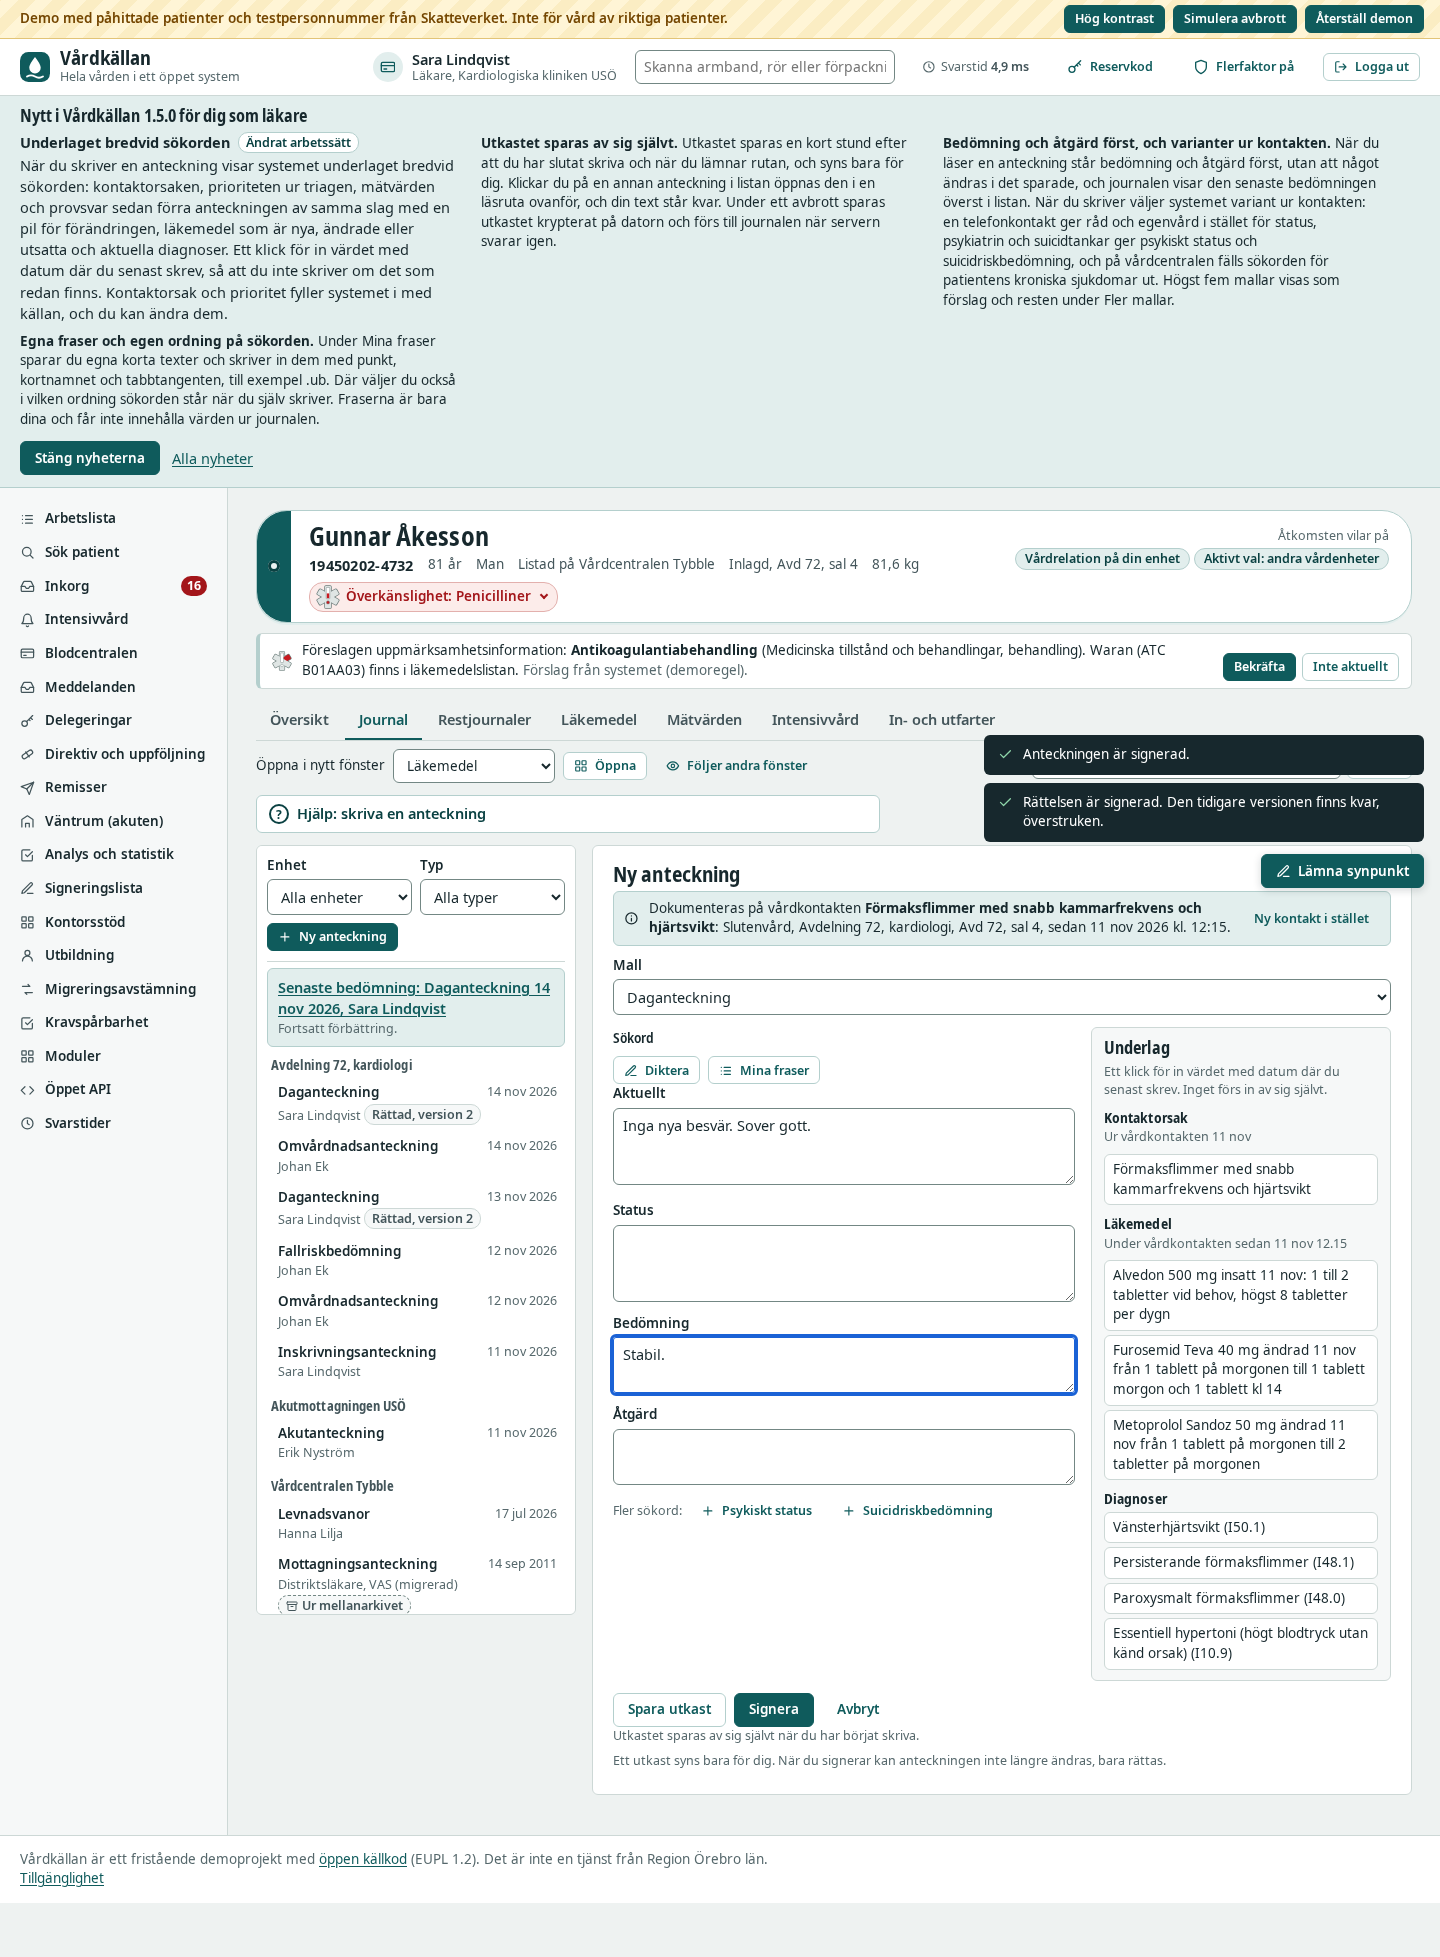 Demo med påhittade patienter och testpersonnummer från Skatteverket. Inte för vård av riktiga patienter.
Hög kontrast
Simulera avbrott
Återställ demon
Vårdkällan
Hela vården i ett öppet system
Sara Lindqvist
Läkare, Kardiologiska kliniken USÖ
Skanna armband, rör eller förpackni
Svarstid 4,9 ms
Reservkod
Flerfaktor på
Logga ut
Nytt i Vårdkällan 1.5.0 för dig som läkare
Underlaget bredvid sökorden
Ändrat arbetssätt
När du skriver en anteckning visar systemet underlaget bredvid
sökorden: kontaktorsaken, prioriteten ur triagen, mätvärden
och provsvar sedan förra anteckningen av samma slag med en
pil för förändringen, läkemedel som är nya, ändrade eller
utsatta och aktuella diagnoser. Ett klick för in värdet med
datum där du senast skrev, så att du inte skriver om det som
redan finns. Kontaktorsak och prioritet fyller systemet i med
källan, och du kan ändra dem.
Egna fraser och egen ordning på sökorden. Under Mina fraser
sparar du egna korta texter och skriver in dem med punkt,
kortnamnet och tabbtangenten, till exempel .ub. Där väljer du också
i vilken ordning sökorden står när du själv skriver. Fraserna är bara
dina och får inte innehålla värden ur journalen.
Utkastet sparas av sig självt. Utkastet sparas en kort stund efter
att du har slutat skriva och när du lämnar rutan, och syns bara för
dig. Klickar du på en annan anteckning i listan öppnas den i en
läsruta ovanför, och din text står kvar. Under ett avbrott sparas
utkastet krypterat på datorn och förs till journalen när servern
svarar igen.
Bedömning och åtgärd först, och varianter ur kontakten. När du
läser en anteckning står bedömning och åtgärd först, utan att något
ändras i det sparade, och journalen visar den senaste bedömningen
överst i listan. När du skriver väljer systemet variant ur kontakten:
en telefonkontakt ger råd och egenvård i stället för status,
psykiatrin och suicidtankar ger psykiskt status och
suicidriskbedömning, och på vårdcentralen fälls sökorden för
patientens kroniska sjukdomar ut. Högst fem mallar visas som
förslag och resten under Fler mallar.
Stäng nyheterna
Alla nyheter
Arbetslista
Sök patient
Inkorg
16
Intensivvård
Blodcentralen
Meddelanden
Delegeringar
Direktiv och uppföljning
Remisser
Väntrum (akuten)
Analys och statistik
Signeringslista
Kontorsstöd
Utbildning
Migreringsavstämning
Kravspårbarhet
Moduler
Öppet API
Svarstider
Gunnar Åkesson
19450202-4732
81 år
Man
Listad på Vårdcentralen Tybble
Inlagd, Avd 72, sal 4
81,6 kg
Överkänslighet: Penicilliner
Åtkomsten vilar på
Vårdrelation på din enhet
Aktivt val: andra vårdenheter
Föreslagen uppmärksamhetsinformation: Antikoagulantiabehandling (Medicinska tillstånd och behandlingar, behandling). Waran (ATC
B01AA03) finns i läkemedelslistan. Förslag från systemet (demoregel).
Bekräfta
Inte aktuellt
Översikt
Journal
Restjournaler
Läkemedel
Mätvärden
Intensivvård
In- och utfarter
Öppna i nytt fönster
Läkemedel
Öppna
Följer andra fönster
Anteckningen är signerad.
Rättelsen är signerad. Den tidigare versionen finns kvar,
överstruken.
Hjälp: skriva en anteckning
Lämna synpunkt
Enhet
Typ
Alla enheter
Alla typer
Ny anteckning
Senaste bedömning: Daganteckning 14
nov 2026, Sara Lindqvist
Fortsatt förbättring.
Avdelning 72, kardiologi
Daganteckning
14 nov 2026
Sara Lindqvist
Rättad, version 2
Omvårdnadsanteckning
14 nov 2026
Johan Ek
Daganteckning
13 nov 2026
Sara Lindqvist
Rättad, version 2
Fallriskbedömning
12 nov 2026
Johan Ek
Omvårdnadsanteckning
12 nov 2026
Johan Ek
Inskrivningsanteckning
11 nov 2026
Sara Lindqvist
Akutmottagningen USÖ
Akutanteckning
11 nov 2026
Erik Nyström
Vårdcentralen Tybble
Levnadsvanor
17 jul 2026
Hanna Lilja
Mottagningsanteckning
14 sep 2011
Distriktsläkare, VAS (migrerad)
Ur mellanarkivet
Ny anteckning
Dokumenteras på vårdkontakten Förmaksflimmer med snabb kammarfrekvens och
hjärtsvikt: Slutenvård, Avdelning 72, kardiologi, Avd 72, sal 4, sedan 11 nov 2026 kl. 12:15.
Ny kontakt i stället
Mall
Daganteckning
Sökord
Diktera
Mina fraser
Aktuellt
Inga nya besvär. Sover gott.
Status
Bedömning
Stabil.
Åtgärd
Fler sökord:
Psykiskt status
Suicidriskbedömning
Underlag
Ett klick för in värdet med datum där du
senast skrev. Inget förs in av sig självt.
Kontaktorsak
Ur vårdkontakten 11 nov
Förmaksflimmer med snabb
kammarfrekvens och hjärtsvikt
Läkemedel
Under vårdkontakten sedan 11 nov 12.15
Alvedon 500 mg insatt 11 nov: 1 till 2
tabletter vid behov, högst 8 tabletter
per dygn
Furosemid Teva 40 mg ändrad 11 nov
från 1 tablett på morgonen till 1 tablett
morgon och 1 tablett kl 14
Metoprolol Sandoz 50 mg ändrad 11
nov från 1 tablett på morgonen till 2
tabletter på morgonen
Diagnoser
Vänsterhjärtsvikt (I50.1)
Persisterande förmaksflimmer (I48.1)
Paroxysmalt förmaksflimmer (I48.0)
Essentiell hypertoni (högt blodtryck utan
känd orsak) (I10.9)
Spara utkast
Signera
Avbryt
Utkastet sparas av sig självt när du har börjat skriva.
Ett utkast syns bara för dig. När du signerar kan anteckningen inte längre ändras, bara rättas.
Vårdkällan är ett fristående demoprojekt med öppen källkod (EUPL 1.2). Det är inte en tjänst från Region Örebro län.
Tillgänglighet